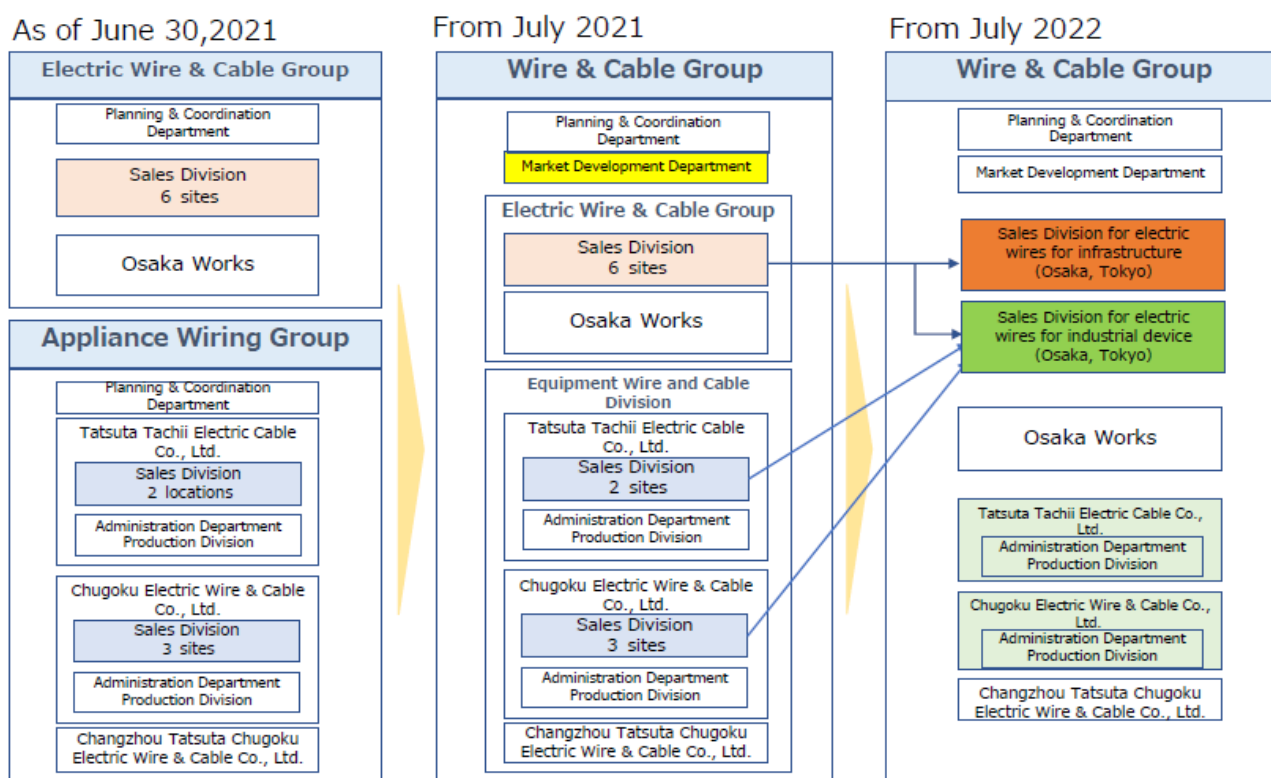 As of June 30,2021
Electric Wire & Cable Group
Planning & Coordination
Department
Sales Division
6 sites
Osaka Works
Appliance Wiring Group
Planning & Coordination
Department
Tatsuta Tachii Electric Cable
Co., Ltd.
Sales Division
2 locations
Administration Department
Production Division
Chugoku Electric Wire & Cable
Co., Ltd.
Sales Division
3 sites
Administration Department
Production Division
Changzhou Tatsuta Chugoku
Electric Wire & Cable Co., Ltd.
From July 2021
Wire & Cable Group
Planning & Coordination
Department
Market Development Department
Electric Wire & Cable Group
Sales Division
6 sites
Osaka Works
Equipment Wire and Cable
Division
Tatsuta Tachii Electric Cable
Co., Ltd.
Sales Division
2 sites
Administration Department
Production Division
Chugoku Electric Wire & Cable
Co., Ltd.
Sales Division
3 sites
Administration Department
Production Division
Changzhou Tatsuta Chugoku
Electric Wire & Cable Co., Ltd.
From July 2022
Wire & Cable Group
Planning & Coordination
Department
Market Development Department
Sales Division for electric
wires for infrastructure
(Osaka, Tokyo)
Sales Division for electric
wires for industrial device
(Osaka, Tokyo)
Osaka Works
Tatsuta Tachii Electric Cable Co.,
Ltd.
Administration Department
Production Division
Chugoku Electric Wire & Cable Co.,
Ltd.
Administration Department
Production Division
Changzhou Tatsuta Chugoku
Electric Wire & Cable Co., Ltd.